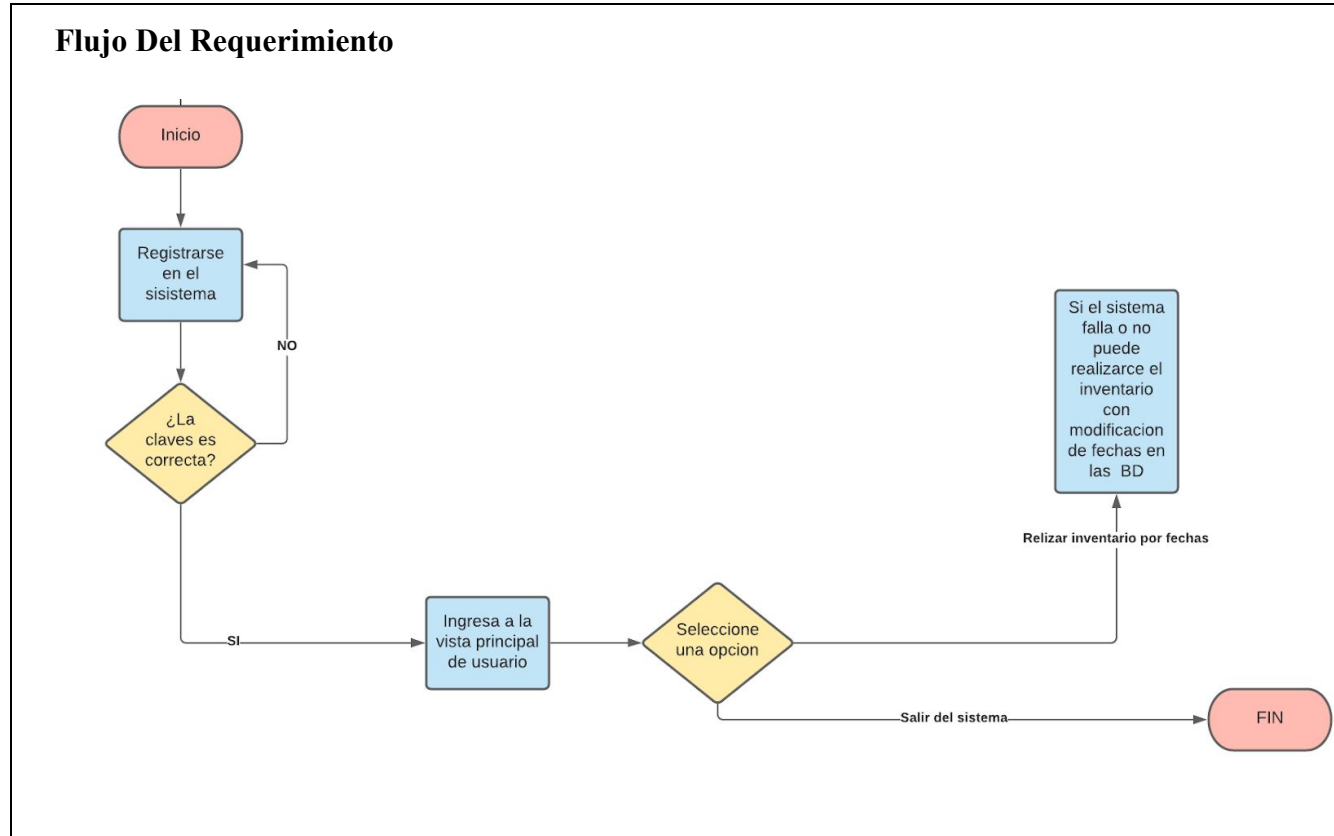 Flujo Del Requerimiento
Inicio
Registrarse
en el
sisistema
NO
¿La
claves es
correcta?
SI
Ingresa a la
vista principal
de usuario
Seleccione
una opcion
Si el sistema
falla o no
puede
realizarce el
inventario
con
modificacion
de fechas en
las BD
Relizar inventario por fechas
Salir del sistema
FIN